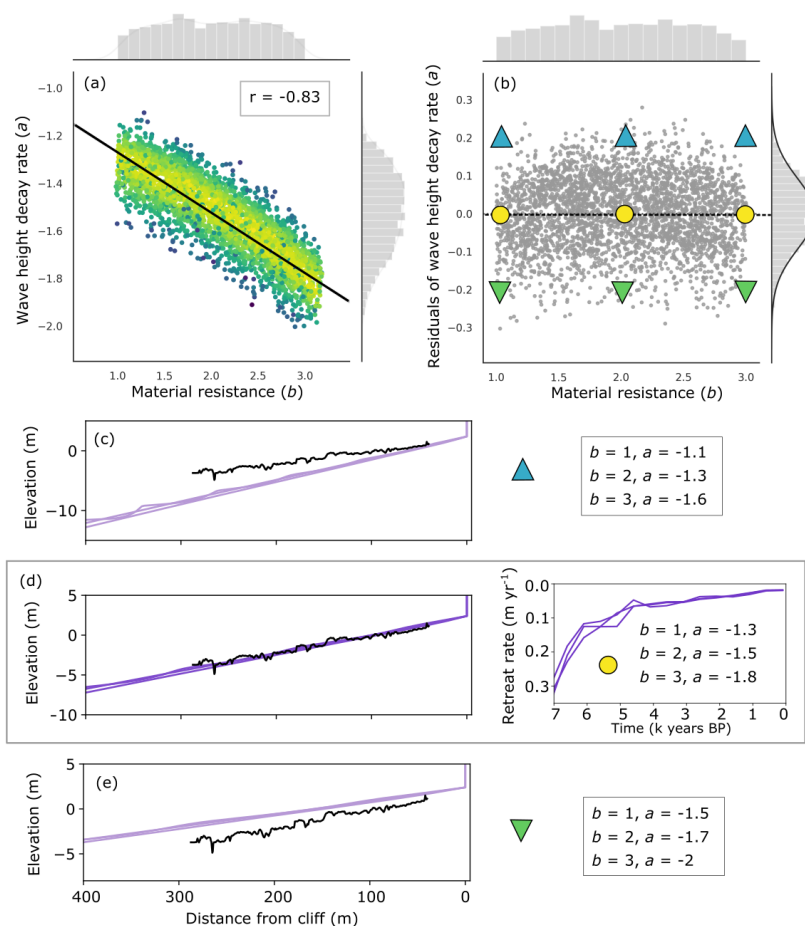 (a)
r = -0.83
Wave height decay rate (a)
−1.0
−1.2
−1.4
−1.6
−1.8
−2.0
1.0 1.5 2.0 2.5 3.0
Material resistance (b)
(b)
Residuals of wave height decay rate (a)
0.3
0.2
0.1
0.0
−0.1
−0.2
−0.3
1.0 1.5 2.0 2.5 3.0
Material resistance (b)
(c)
Elevation (m)
0
−10
b = 1, a = -1.1
b = 2, a = -1.3
b = 3, a = -1.6
(d)
Elevation (m)
5
0
−5
-10
Retreat rate (m yr⁻¹)
0.0
0.1
0.2
0.3
b = 1, a = -1.3
b = 2, a = -1.5
b = 3, a = -1.8
7 6 5 4 3 2 1 0
Time (k years BP)
(e)
Elevation (m)
5
0
−5
400 300 200 100 0
Distance from cliff (m)
b = 1, a = -1.5
b = 2, a = -1.7
b = 3, a = -2